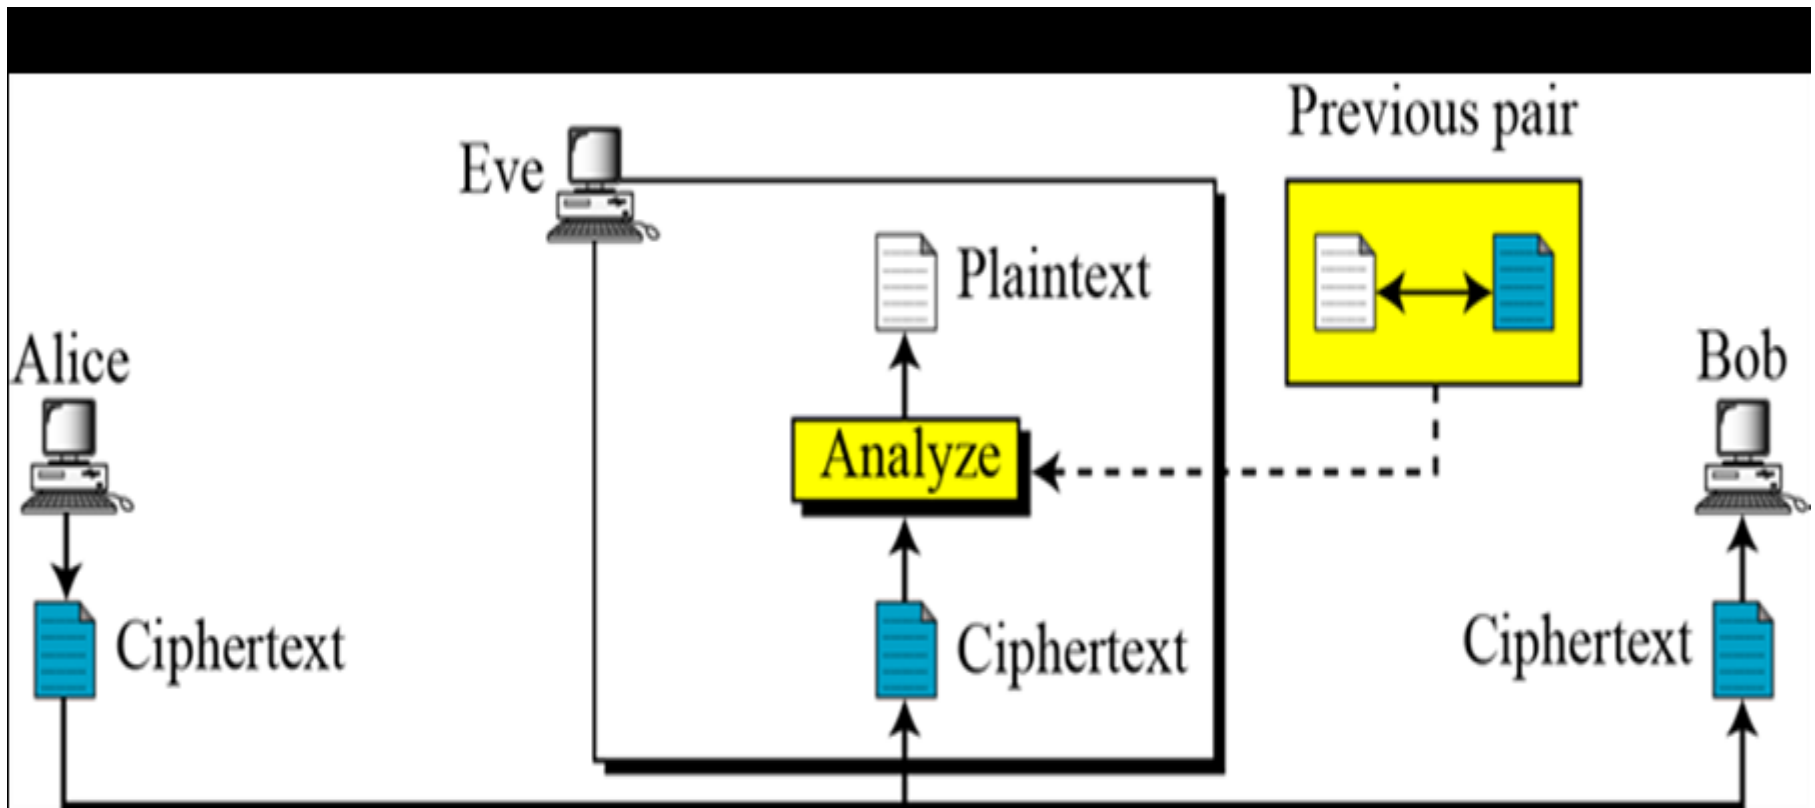 Previous pair
Eve
Plaintext
Alice
Bob
Analyze
Ciphertext
Ciphertext
Ciphertext